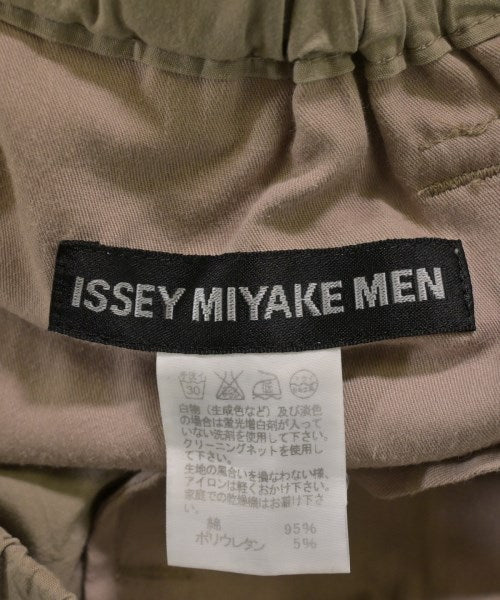 ISSEY MIYAKE MEN
手洗イ
30
白物（生成色など）及び淡色
の場合は蛍光増白剤が入って
いない洗剤を使用して下さい。
クリーニングネットを使用し
て下さい。
生地の風合いを損なわない様、
アイロンは軽くおかけ下さい。
家庭での乾燥機はお避け下さ
い。
綿 95%
ポリウレタン 5%